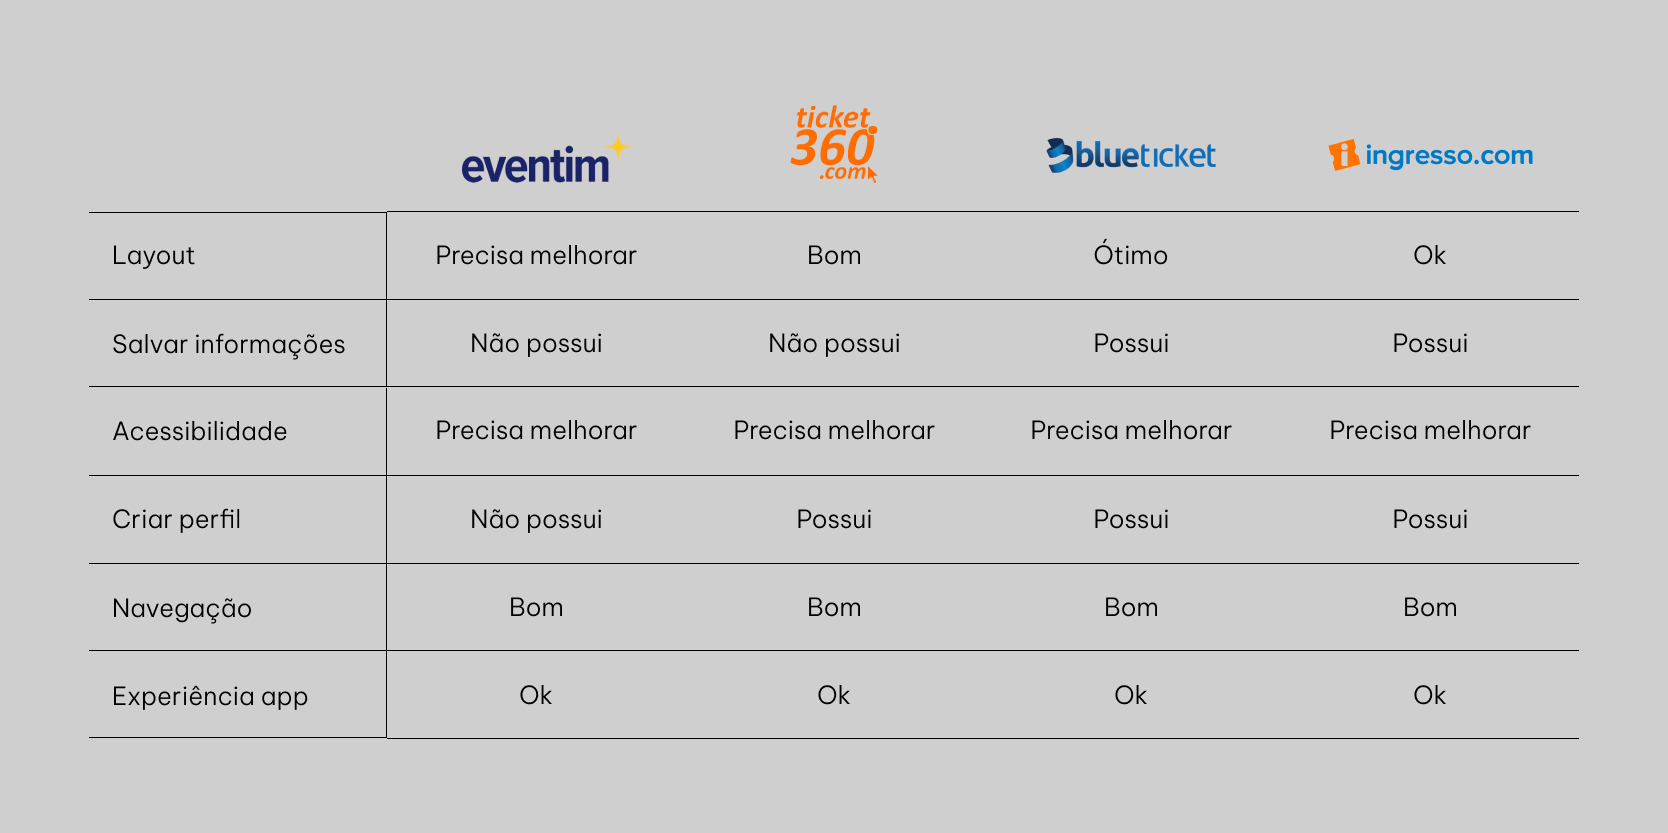 eventim
ticket
360
.com
blueticket
ingresso.com
Layout Precisa melhorar Bom Ótimo Ok
Salvar informações Não possui Não possui Possui Possui
Acessibilidade Precisa melhorar Precisa melhorar Precisa melhorar Precisa melhorar
Criar perfil Não possui Possui Possui Possui
Navegação Bom Bom Bom Bom
Experiência app Ok Ok Ok Ok